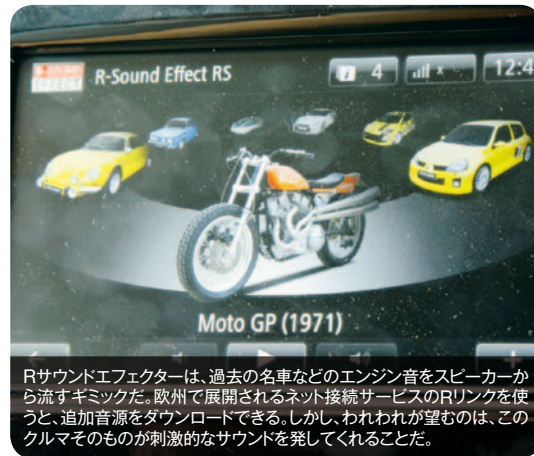 R-SOUND
EFFECT
R-Sound Effect RS
4
x
12:4
Moto GP (1971)
Rサウンドエフェクターは、過去の名車などのエンジン音をスピーカーか
ら流すギミックだ。欧州で展開されるネット接続サービスのRリンクを使
うと、追加音源をダウンロードできる。しかし、われわれが望むのは、この
クルマそのものが刺激的なサウンドを発してくれることだ。